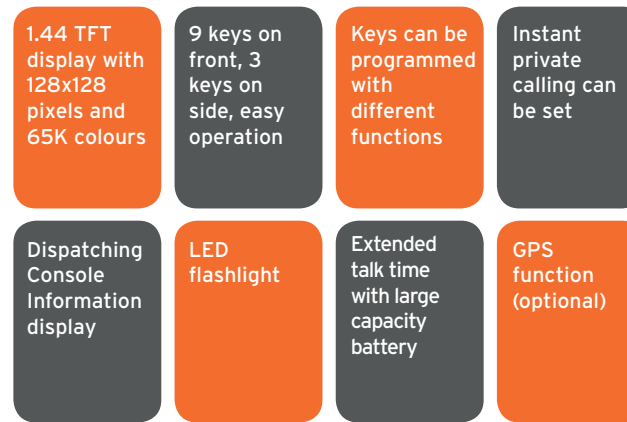 1.44 TFT
display with
128x128
pixels and
65K colours
9 keys on
front, 3
keys on
side, easy
operation
Keys can be
programmed
with
different
functions
Instant
private
calling can
be set
Dispatching
Console
Information
display
LED
flashlight
Extended
talk time
with large
capacity
battery
GPS
function
(optional)